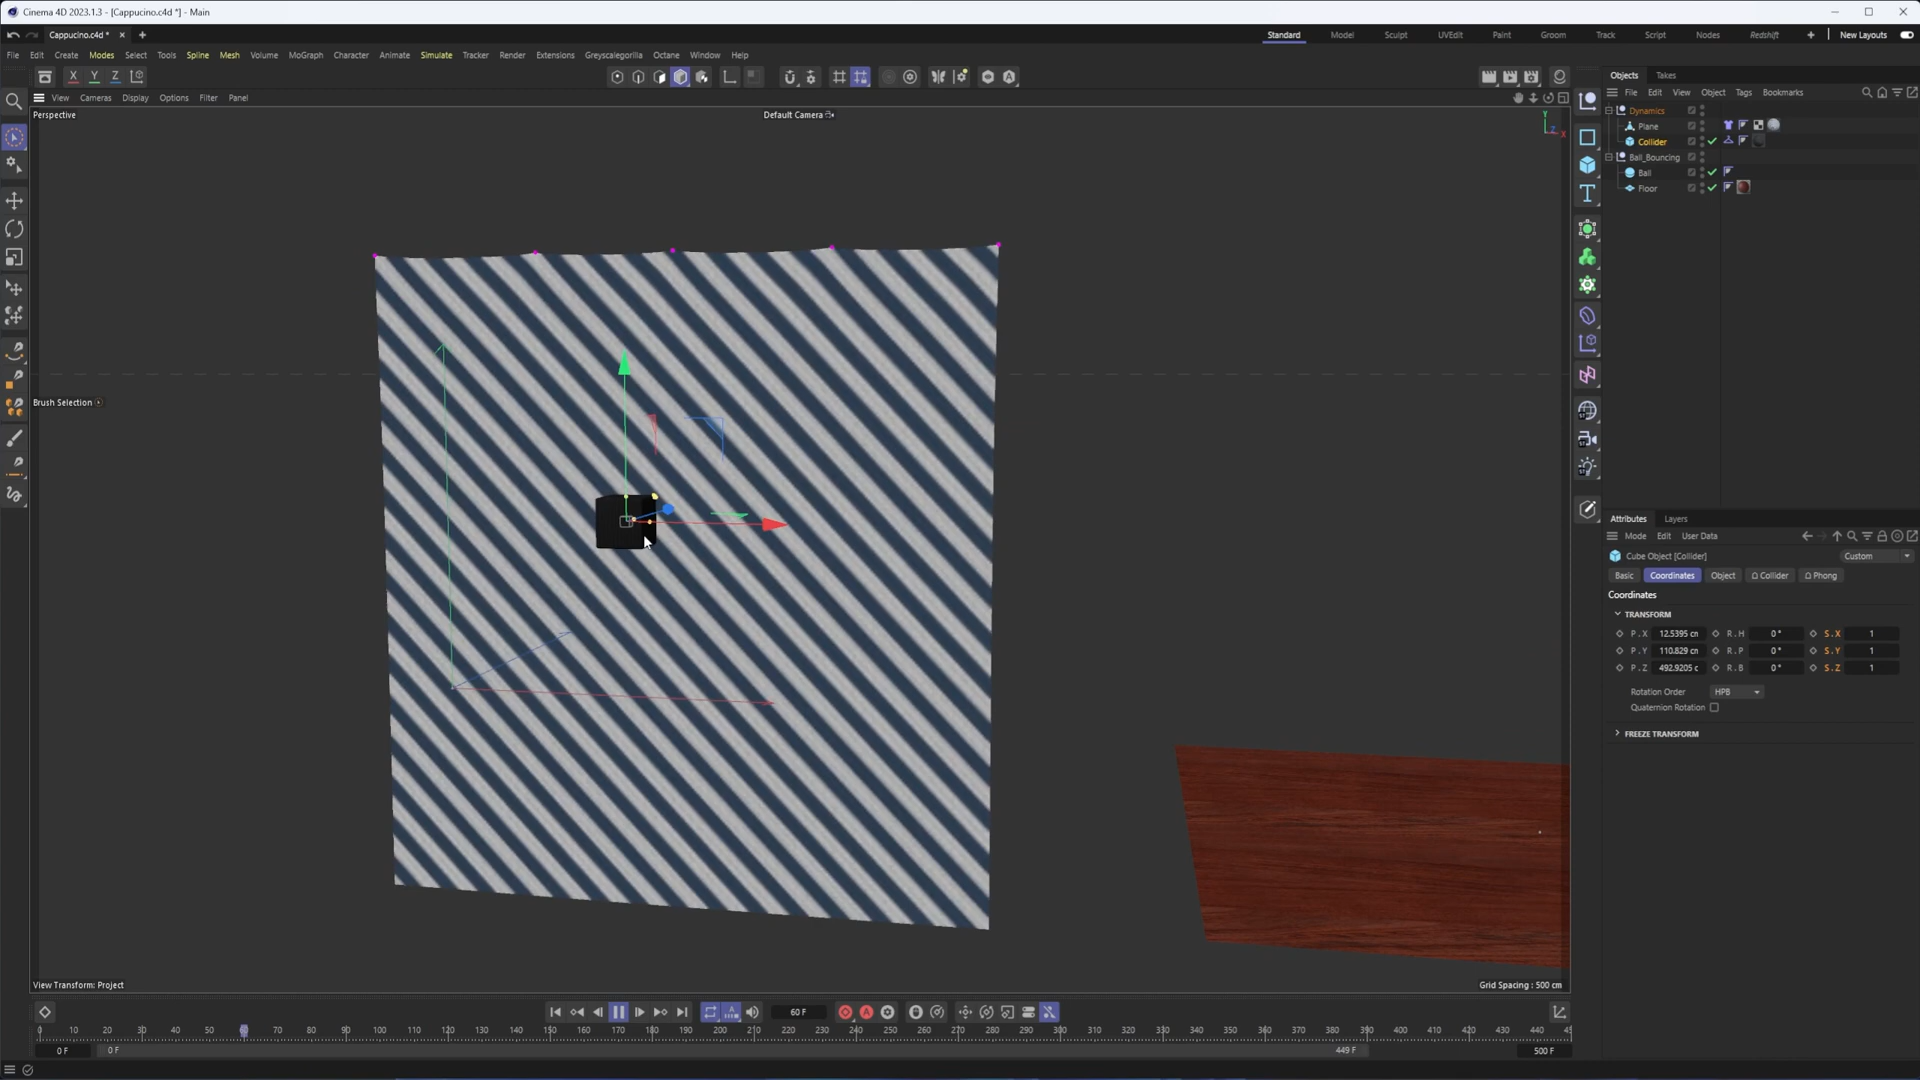 Cinema 4D 2023.1.3 - [Cappucino.c4d *] - Main
Cappucino.c4d *
Standard Model Sculpt UVEdit Paint Groom Track Script Nodes Redshift New Layouts
File Edit Create Modes Select Tools Spline Mesh Volume MoGraph Character Animate Simulate Tracker Render Extensions Greyscalegorilla Octane Window Help
X Y Z
Objects Takes
File Edit View Object Tags Bookmarks
View Cameras Display Options Filter Panel
Perspective
Default Camera
Y
Z
X
Dynamics
Plane
Collider
Ball_Bouncing
Ball
Floor
Brush Selection
Attributes Layers
Mode Edit User Data
Cube Object [Collider]
Custom
Basic Coordinates Object Collider Phong
Coordinates
TRANSFORM
P.X 12.5395 cn R.H 0° S.X 1
P.Y 110.829 cn R.P 0° S.Y 1
P.Z 492.9205 c R.B 0° S.Z 1
Rotation Order HPB
Quaternion Rotation
FREEZE TRANSFORM
View Transform: Project
Grid Spacing : 500 cm
60 F
0 10 20 30 40 50 60 70 80 90 100 110 120 130 140 150 160 170 180 190 200 210 220 230 240 250 260 270 280 290 300 310 320 330 340 350 360 370 380 390 400 410 420 430 440 45
0 F 0 F 449 F 500 F